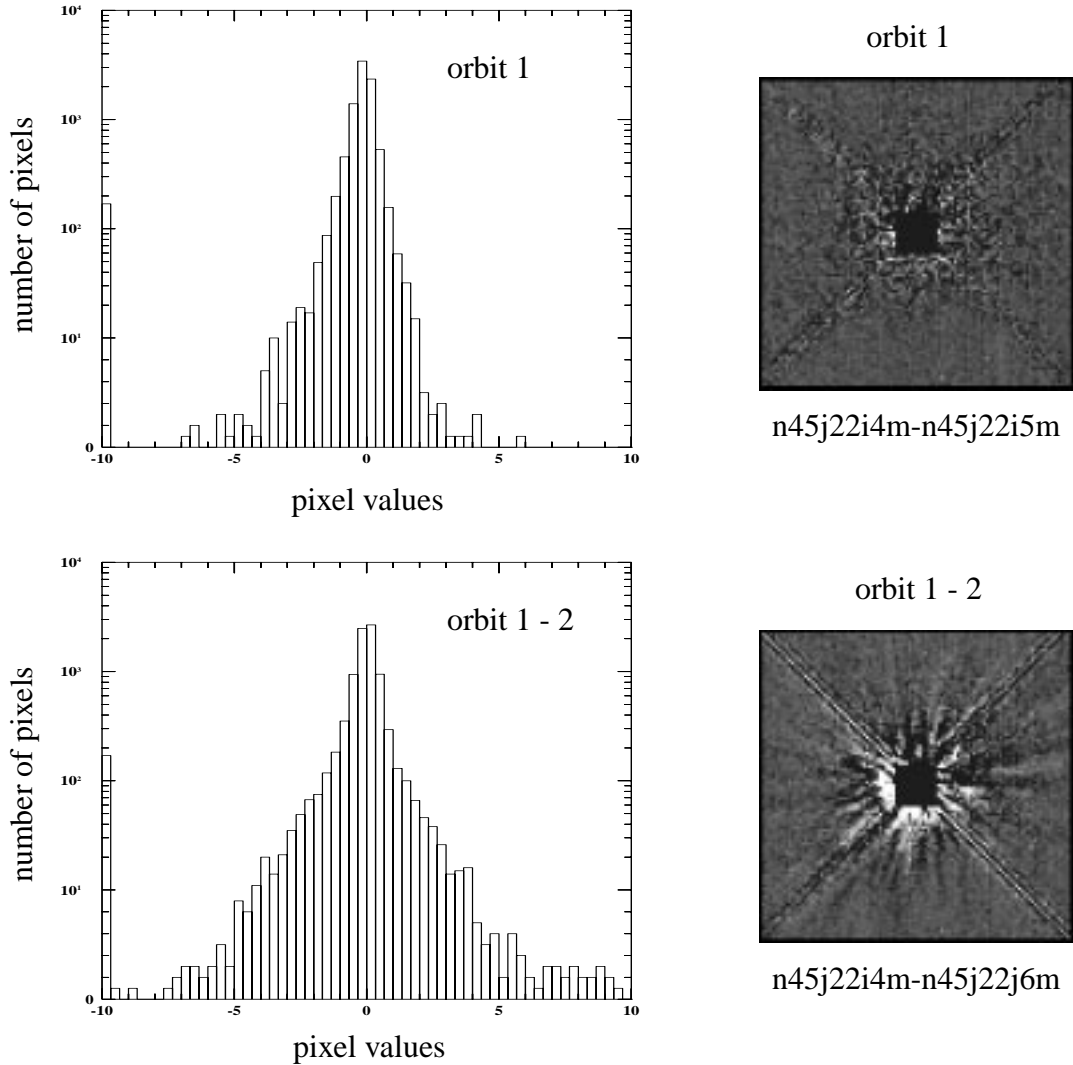 orbit 1
10⁴
10³
10²
10¹
0
number of pixels
-10 -5 0 5 10
pixel values
orbit 1
n45j22i4m-n45j22i5m
orbit 1 - 2
10⁴
10³
10²
10¹
0
number of pixels
-10 -5 0 5 10
pixel values
orbit 1 - 2
n45j22i4m-n45j22j6m